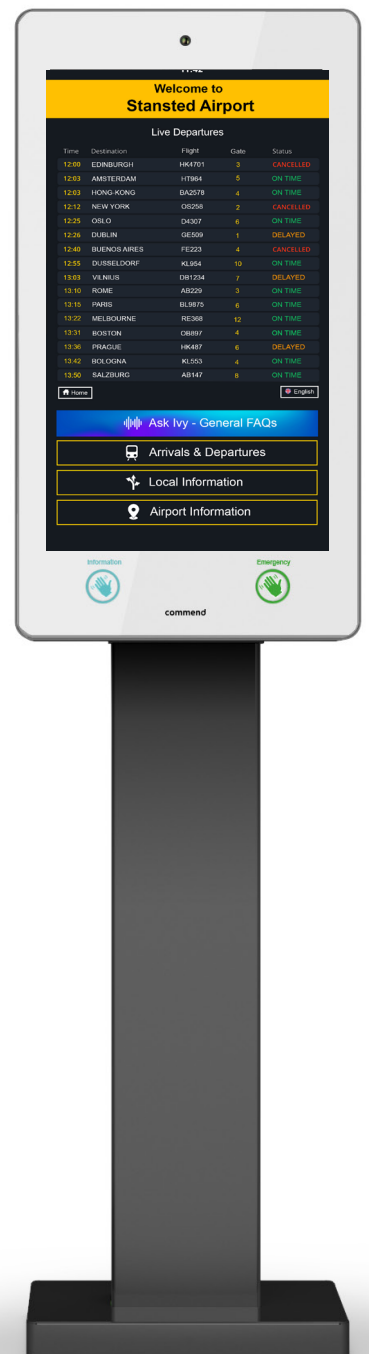 11:42
Welcome to
Stansted Airport
Live Departures
Time Destination Flight Gate Status
12:00 EDINBURGH HK4701 3 CANCELLED
12:03 AMSTERDAM HT964 5 ON TIME
12:03 HONG-KONG BA2578 4 ON TIME
12:12 NEW YORK OS258 2 CANCELLED
12:25 OSLO D4307 6 ON TIME
12:26 DUBLIN GE509 1 DELAYED
12:40 BUENOS AIRES FE223 4 CANCELLED
12:55 DUSSELDORF KL954 10 ON TIME
13:03 VILNIUS DB1234 7 DELAYED
13:10 ROME AB229 3 ON TIME
13:15 PARIS BL9875 6 ON TIME
13:22 MELBOURNE RE368 12 ON TIME
13:31 BOSTON OB897 4 ON TIME
13:36 PRAGUE HK487 6 DELAYED
13:42 BOLOGNA KL553 4 ON TIME
13:50 SALZBURG AB147 8 ON TIME
Home English
Ask Ivy - General FAQs
Arrivals & Departures
Local Information
Airport Information
Information Emergency
commend